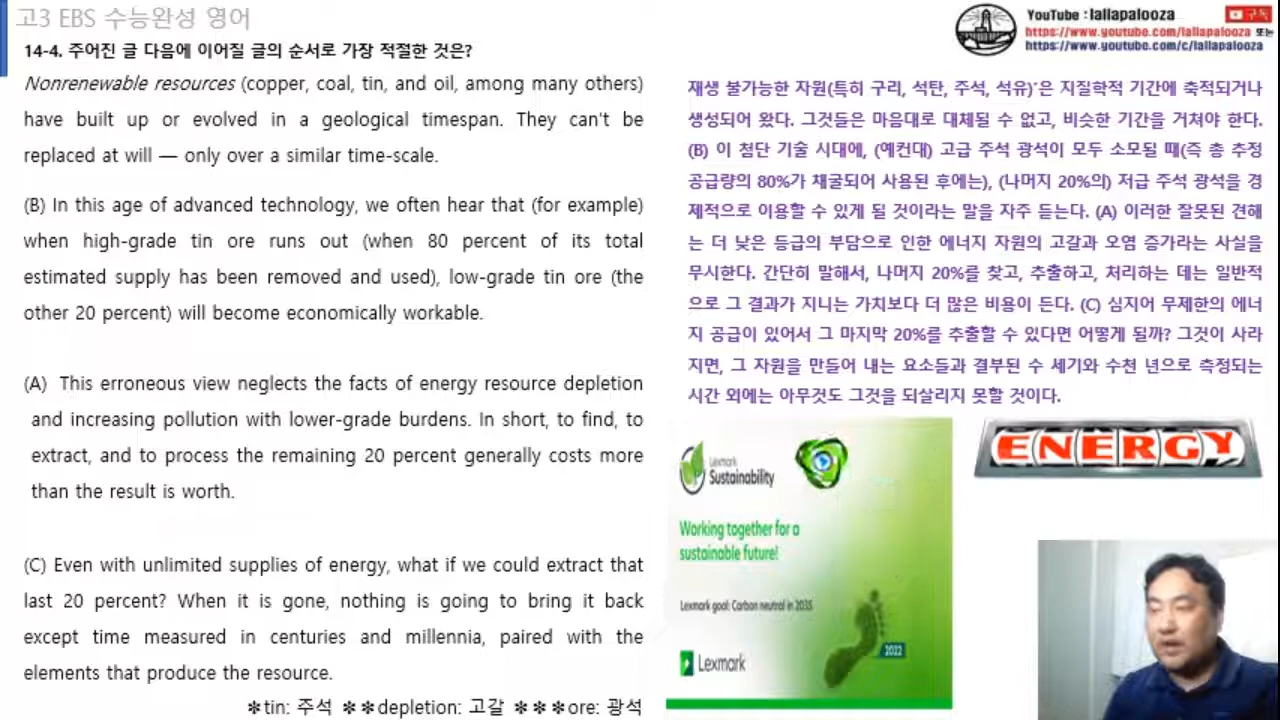 고3 EBS 수능완성 영어
14-4. 주어진 글 다음에 이어질 글의 순서로 가장 적절한 것은?
Nonrenewable resources (copper, coal, tin, and oil, among many others)
have built up or evolved in a geological timespan. They can't be
replaced at will — only over a similar time-scale.
(B) In this age of advanced technology, we often hear that (for example)
when high-grade tin ore runs out (when 80 percent of its total
estimated supply has been removed and used), low-grade tin ore (the
other 20 percent) will become economically workable.
(A) This erroneous view neglects the facts of energy resource depletion
and increasing pollution with lower-grade burdens. In short, to find, to
extract, and to process the remaining 20 percent generally costs more
than the result is worth.
(C) Even with unlimited supplies of energy, what if we could extract that
last 20 percent? When it is gone, nothing is going to bring it back
except time measured in centuries and millennia, paired with the
elements that produce the resource.
✻tin: 주석 ✻✻depletion: 고갈 ✻✻✻ore: 광석
YouTube : lallapalooza
구독
https://www.youtube.com/lallapalooza 또는
https://www.youtube.com/c/lallapalooza
재생 불가능한 자원(특히 구리, 석탄, 주석, 석유)'은 지질학적 기간에 축적되거나
생성되어 왔다. 그것들은 마음대로 대체될 수 없고, 비슷한 기간을 거쳐야 한다.
(B) 이 첨단 기술 시대에, (예컨대) 고급 주석 광석이 모두 소모될 때(즉 총 추정
공급량의 80%가 채굴되어 사용된 후에는), (나머지 20%의) 저급 주석 광석을 경
제적으로 이용할 수 있게 될 것이라는 말을 자주 듣는다. (A) 이러한 잘못된 견해
는 더 낮은 등급의 부담으로 인한 에너지 자원의 고갈과 오염 증가라는 사실을
무시한다. 간단히 말해서, 나머지 20%를 찾고, 추출하고, 처리하는 데는 일반적
으로 그 결과가 지니는 가치보다 더 많은 비용이 든다. (C) 심지어 무제한의 에너
지 공급이 있어서 그 마지막 20%를 추출할 수 있다면 어떻게 될까? 그것이 사라
지면, 그 자원을 만들어 내는 요소들과 결부된 수 세기와 수천 년으로 측정되는
시간 외에는 아무것도 그것을 되살리지 못할 것이다.
Lexmark
Sustainability
Working together for a
sustainable future!
Lexmark goal: Carbon neutral in 2035
2022
Lexmark
ENERGY